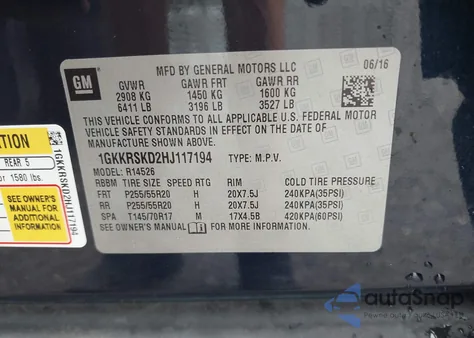 GM
MFD BY GENERAL MOTORS LLC
06/16
GVWR GAWR FRT GAWR RR
2908 KG 1450 KG 1600 KG
6411 LB 3196 LB 3527 LB
THIS VEHICLE CONFORMS TO ALL APPLICABLE U.S. FEDERAL MOTOR
VEHICLE SAFETY AND THEFT PREVENTION STANDARDS IN EFFECT ON THE DATE OF
MANUFACTURE SHOWN ABOVE.
1GKKRSKD2HJ117194 TYPE: M.P.V.
MODEL: R14526
RBBM TIRE SIZE SPEED RTG RIM COLD TIRE PRESSURE
FRT P255/55R20 H 20X7.5J 240KPA(35PSI)
RR P255/55R20 H 20X7.5J 240KPA(35PSI)
SPA T145/70R17 M 17X4.5B 420KPA(60PSI)
SEE OWNER'S MANUAL FOR MORE INFORMATION.
REAR 5
1580 lbs.
SEE OWNER'S
MANUAL FOR
ADDITIONAL
INFORMATION
1GKKRSKD2HJ117194
autoSnap